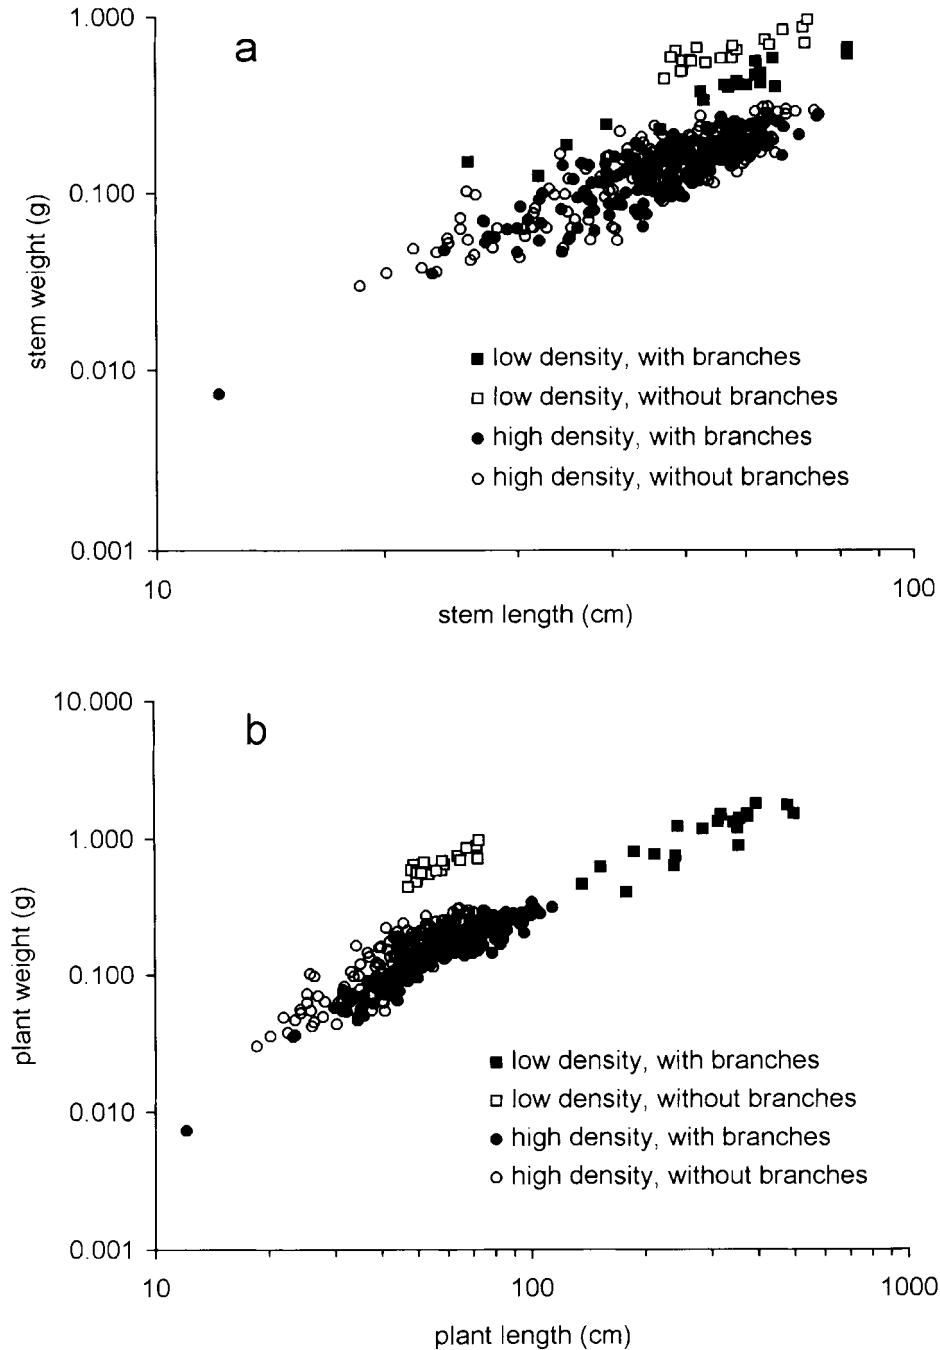 a
1.000
0.100
0.010
0.001
stem weight (g)
low density, with branches
low density, without branches
high density, with branches
high density, without branches
10
100
stem length (cm)
b
10.000
1.000
0.100
0.010
0.001
plant weight (g)
low density, with branches
low density, without branches
high density, with branches
high density, without branches
10
100
1000
plant length (cm)